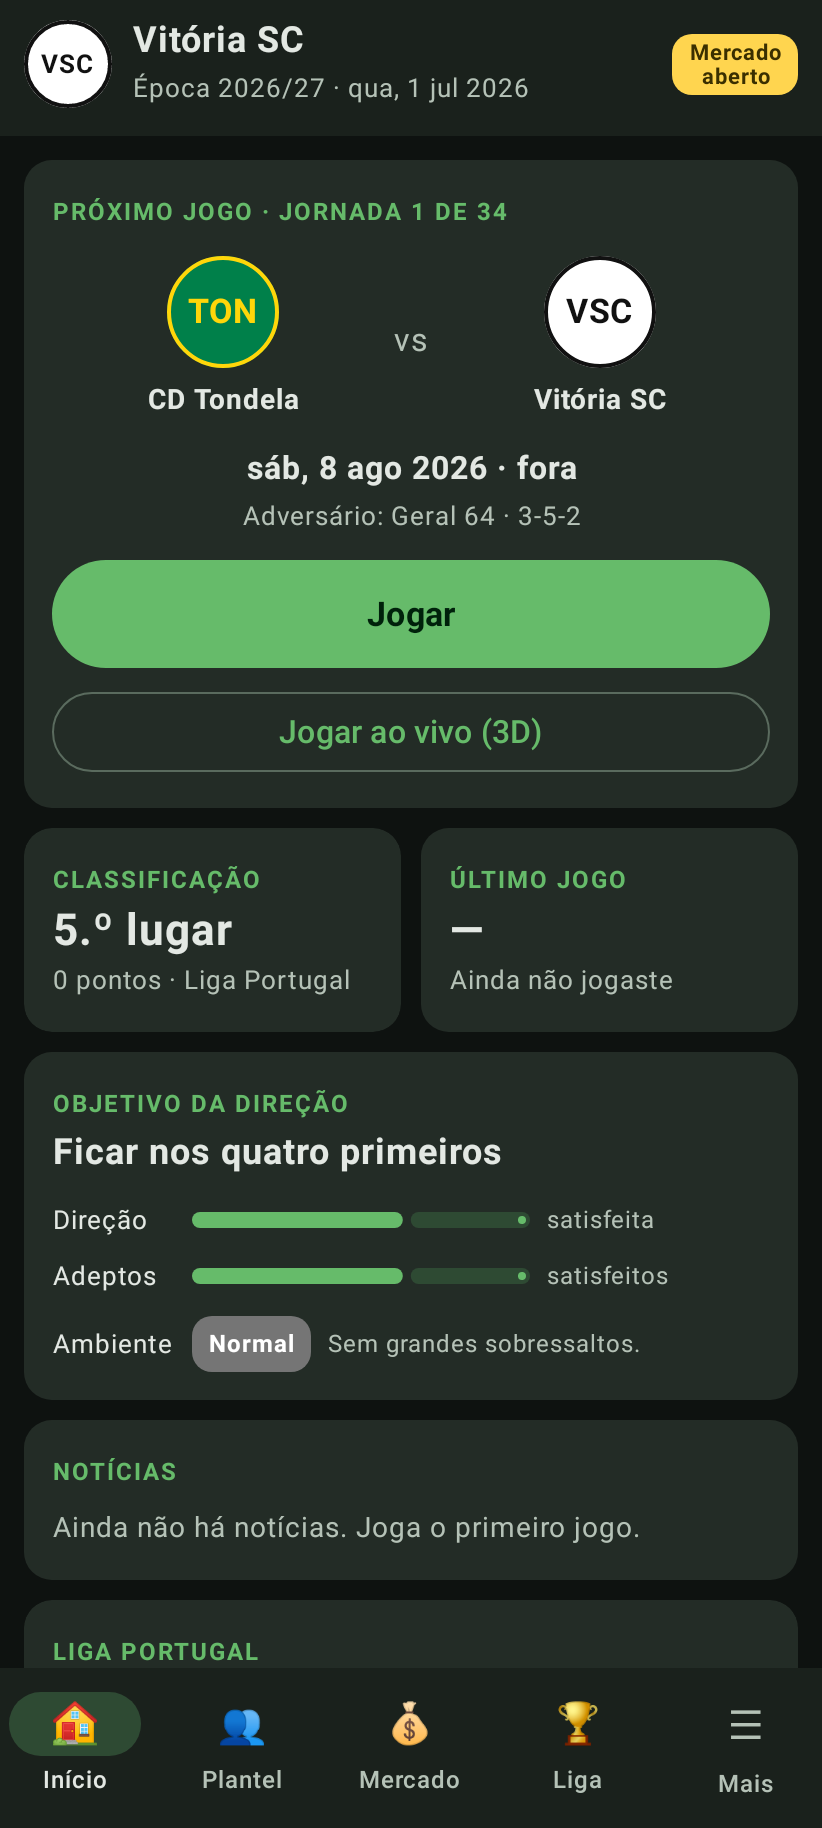 VSC
Vitória SC
Época 2026/27 · qua, 1 jul 2026
Mercado
aberto
PRÓXIMO JOGO · JORNADA 1 DE 34
TON
vs
VSC
CD Tondela
Vitória SC
sáb, 8 ago 2026 · fora
Adversário: Geral 64 · 3-5-2
Jogar
Jogar ao vivo (3D)
CLASSIFICAÇÃO
5.º lugar
0 pontos · Liga Portugal
ÚLTIMO JOGO
—
Ainda não jogaste
OBJETIVO DA DIREÇÃO
Ficar nos quatro primeiros
Direção satisfeita
Adeptos satisfeitos
Ambiente Normal Sem grandes sobressaltos.
NOTÍCIAS
Ainda não há notícias. Joga o primeiro jogo.
LIGA PORTUGAL
Início
Plantel
Mercado
Liga
Mais